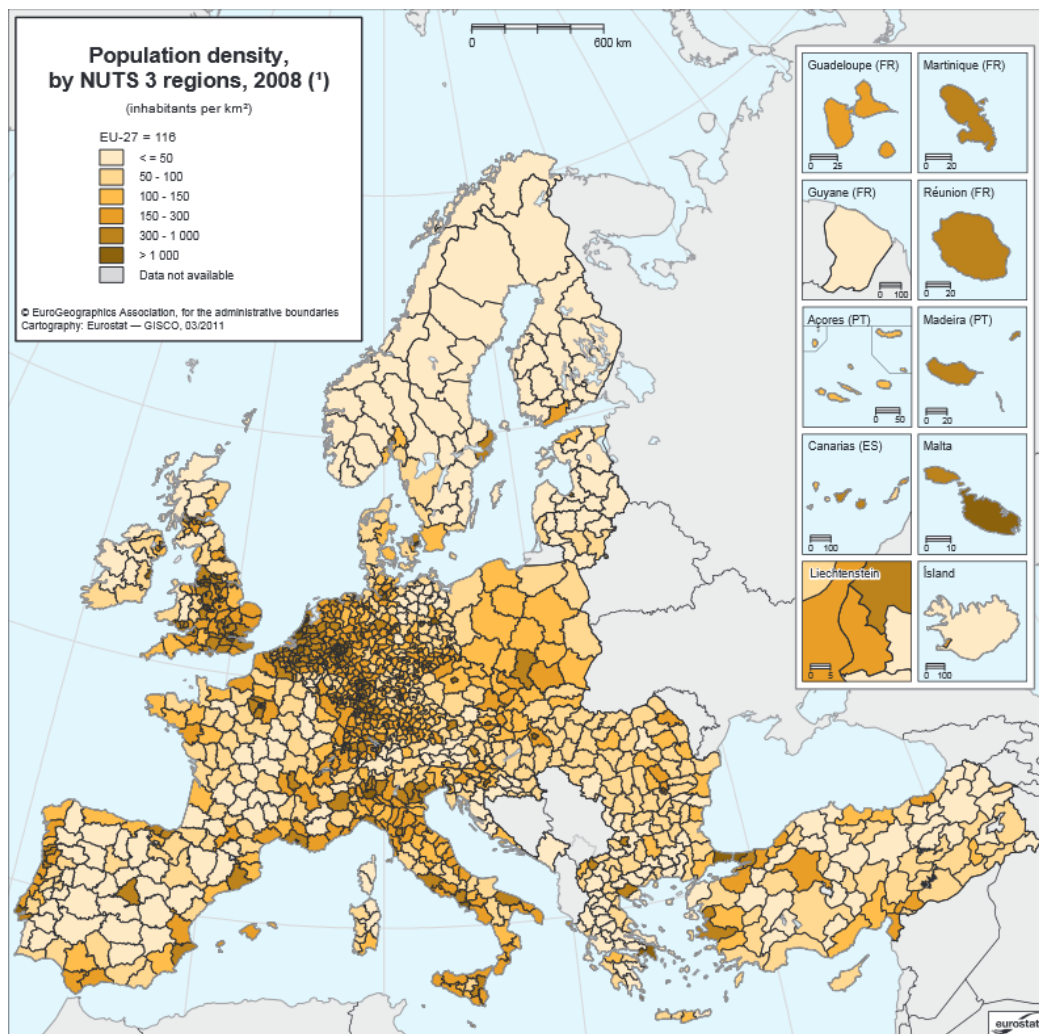 Population density,
by NUTS 3 regions, 2008 (¹)
(inhabitants per km²)
EU-27 = 116
< = 50
50 - 100
100 - 150
150 - 300
300 - 1 000
> 1 000
Data not available
© EuroGeographics Association, for the administrative boundaries
Cartography: Eurostat — GISCO, 03/2011
0 600 km
Guadeloupe (FR)
0 25
Martinique (FR)
0 20
Guyane (FR)
0 100
Réunion (FR)
0 20
Açores (PT)
0 50
Madeira (PT)
0 20
Canarias (ES)
0 100
Malta
0 10
Liechtenstein
0 5
Ísland
0 100
eurostat